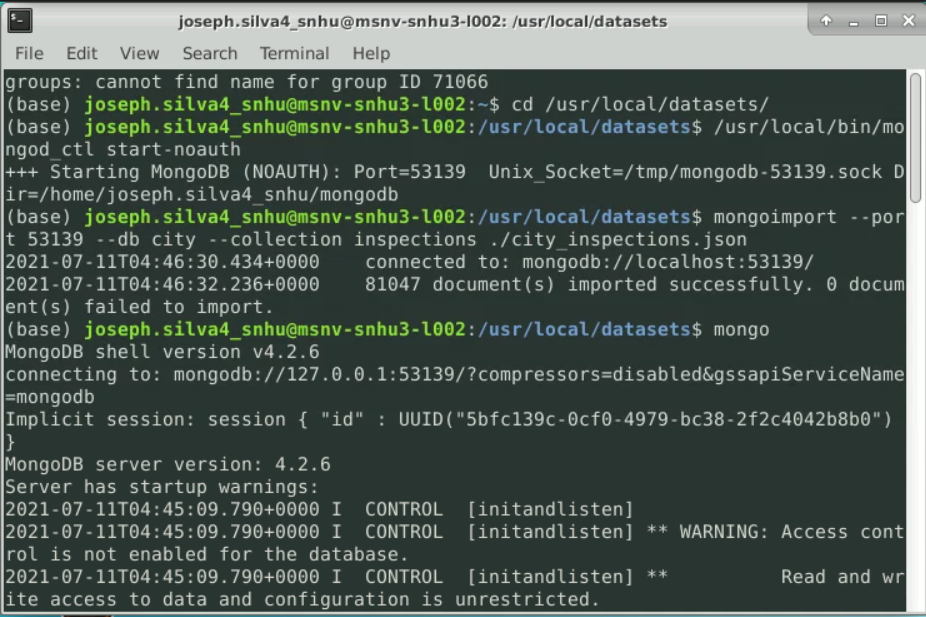 joseph.silva4_snhu@msnv-snhu3-l002: /usr/local/datasets
File Edit View Search Terminal Help
groups: cannot find name for group ID 71066
(base) joseph.silva4_snhu@msnv-snhu3-l002:~$ cd /usr/local/datasets/
(base) joseph.silva4_snhu@msnv-snhu3-l002:/usr/local/datasets$ /usr/local/bin/mo
ngod_ctl start-noauth
+++ Starting MongoDB (NOAUTH): Port=53139  Unix_Socket=/tmp/mongodb-53139.sock D
ir=/home/joseph.silva4_snhu/mongodb
(base) joseph.silva4_snhu@msnv-snhu3-l002:/usr/local/datasets$ mongoimport --por
t 53139 --db city --collection inspections ./city_inspections.json
2021-07-11T04:46:30.434+0000    connected to: mongodb://localhost:53139/
2021-07-11T04:46:32.236+0000    81047 document(s) imported successfully. 0 docum
ent(s) failed to import.
(base) joseph.silva4_snhu@msnv-snhu3-l002:/usr/local/datasets$ mongo
MongoDB shell version v4.2.6
connecting to: mongodb://127.0.0.1:53139/?compressors=disabled&gssapiServiceName
=mongodb
Implicit session: session { "id" : UUID("5bfc139c-0cf0-4979-bc38-2f2c4042b8b0")
}
MongoDB server version: 4.2.6
Server has startup warnings:
2021-07-11T04:45:09.790+0000 I  CONTROL  [initandlisten]
2021-07-11T04:45:09.790+0000 I  CONTROL  [initandlisten] ** WARNING: Access cont
rol is not enabled for the database.
2021-07-11T04:45:09.790+0000 I  CONTROL  [initandlisten] **          Read and wr
ite access to data and configuration is unrestricted.